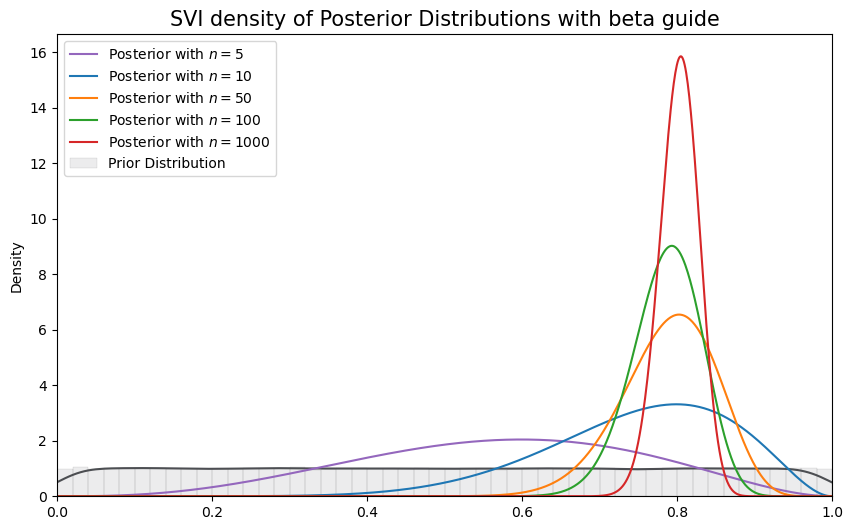 SVI density of Posterior Distributions with beta guide
Posterior with n = 5
Posterior with n = 10
Posterior with n = 50
Posterior with n = 100
Posterior with n = 1000
Prior Distribution
Density
16
14
12
10
8
6
4
2
0
0.0 0.2 0.4 0.6 0.8 1.0